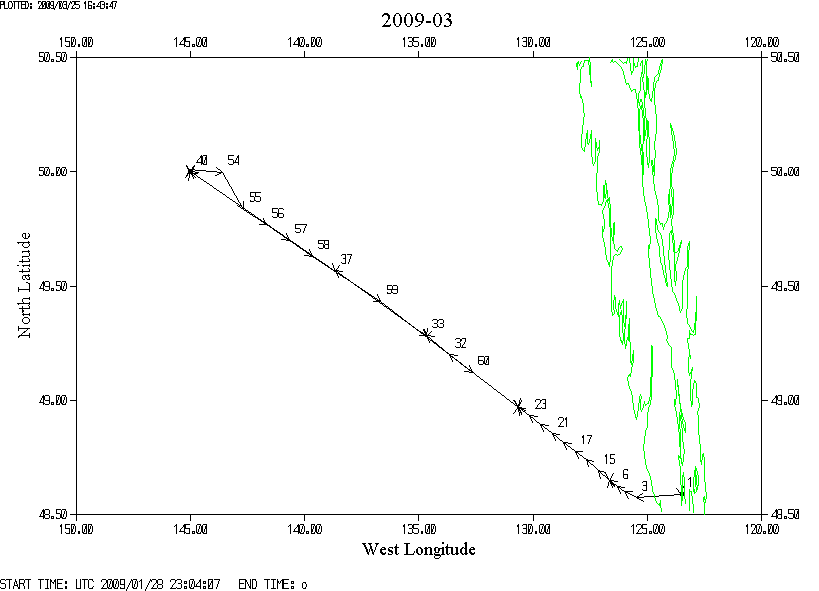 PLOTTED: 2009/03/25 16:43:47
2009-03
150.00 145.00 140.00 135.00 130.00 125.00 120.00
50.50 50.50
40 54
50.00 50.00
55
56
57
58
37
North Latitude
49.50 59 49.50
33
32
60
49.00 23 49.00
21
17
15
6
3 1
48.50 48.50
150.00 145.00 140.00 135.00 130.00 125.00 120.00
West Longitude
START TIME: UTC 2009/01/28 23:04:07 END TIME: o